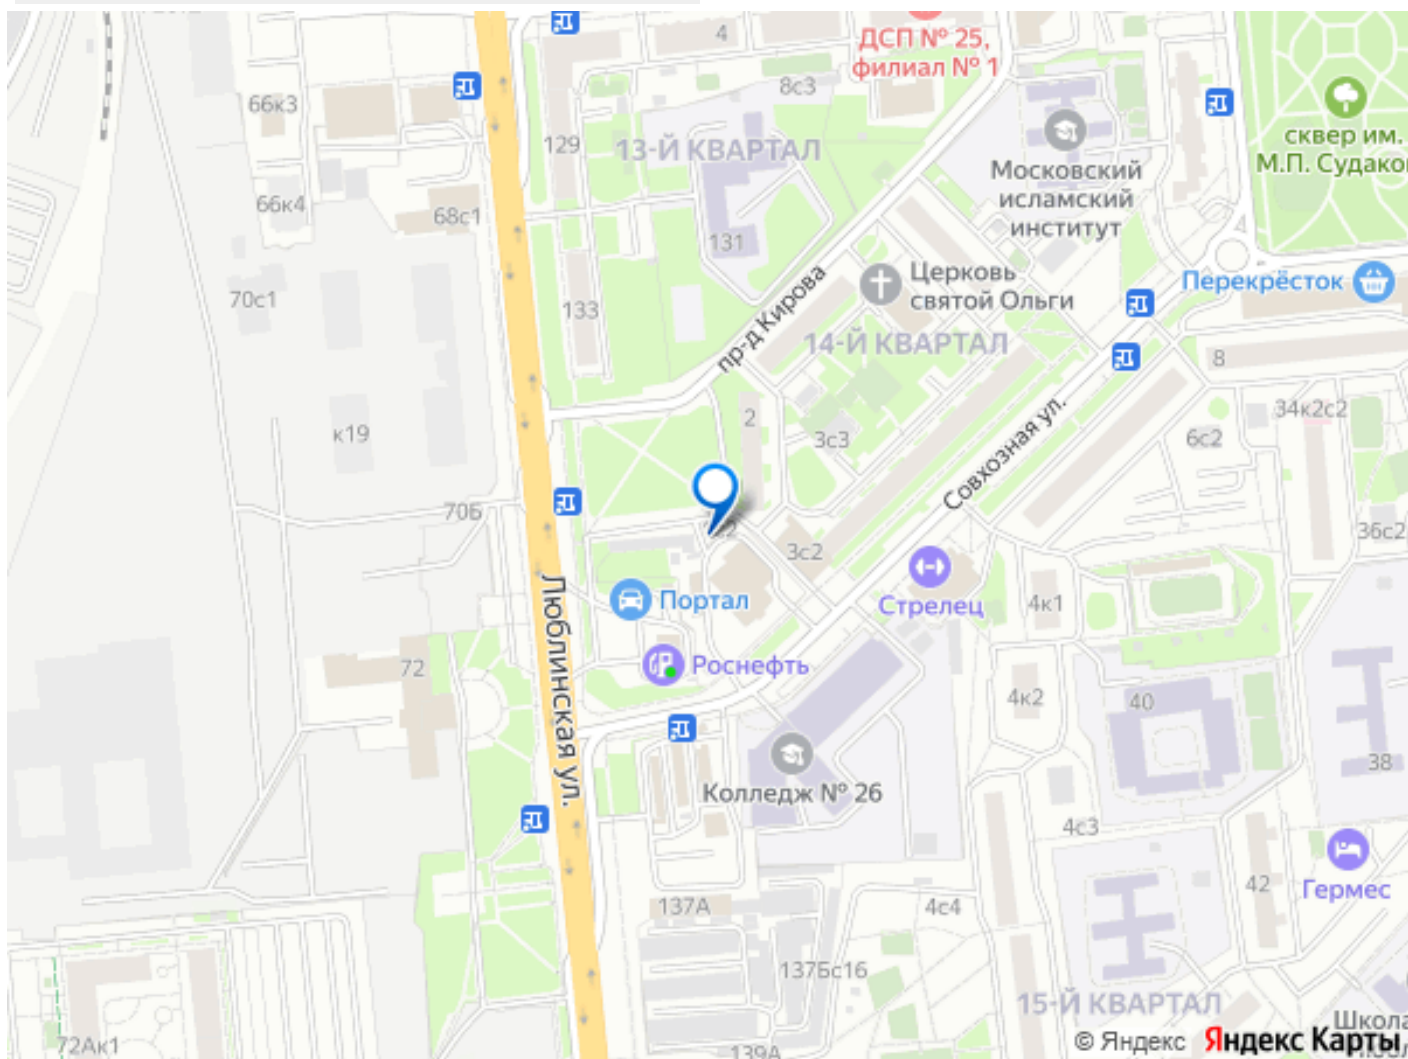 4
ДСП № 25,
филиал № 1
8с3
66к3
129
13-Й КВАРТАЛ
сквер им.
М.П. Судако
Московский
исламский
институт
66к4
68с1
131
Церковь
святой Ольги
Перекрёсток
70с1
133
пр-д Кирова
14-Й КВАРТАЛ
8
34к2с2
2
к19
3с3
6с2
Совхозная ул.
70Б
36с2
3с2
Люблинская ул.
Портал
Стрелец
4к1
72
Роснефть
4к2
40
38
Колледж № 26
4с3
42
Гермес
137А
4с4
137Бс16
15-Й КВАРТАЛ
Школа
72Ак1
139А
© Яндекс Яндекс Карты